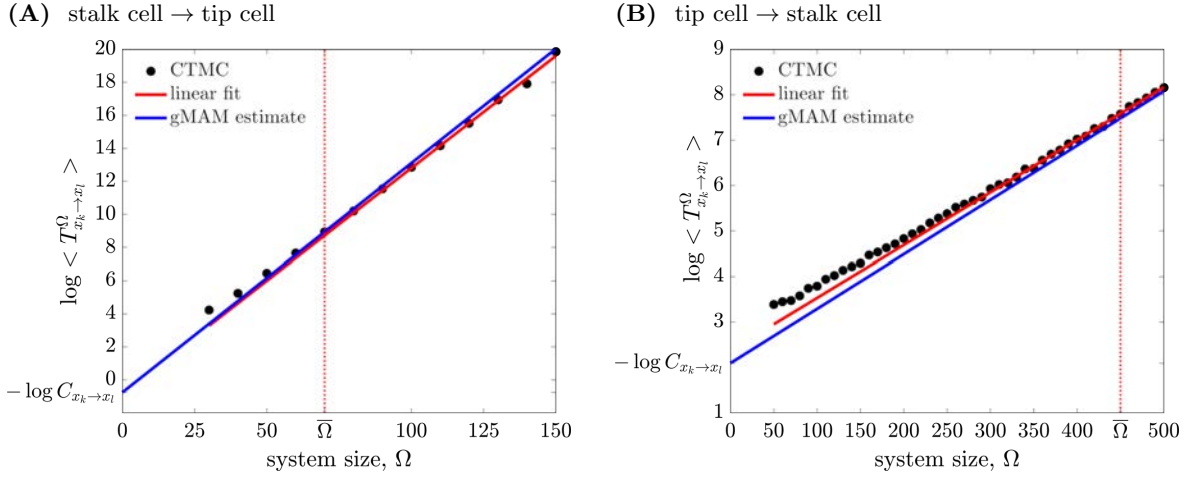 (A) stalk cell → tip cell
20
18
16
14
12
10
8
6
4
2
0
− log C_{x_k→x_l}
log < T^Ω_{x_k→x_l} >
CTMC
linear fit
gMAM estimate
0 25 50 Ω̅ 100 125 150
system size, Ω
(B) tip cell → stalk cell
9
8
7
6
5
4
3
− log C_{x_k→x_l}
1
log < T^Ω_{x_k→x_l} >
CTMC
linear fit
gMAM estimate
0 50 100 150 200 250 300 350 400 Ω̅ 500
system size, Ω